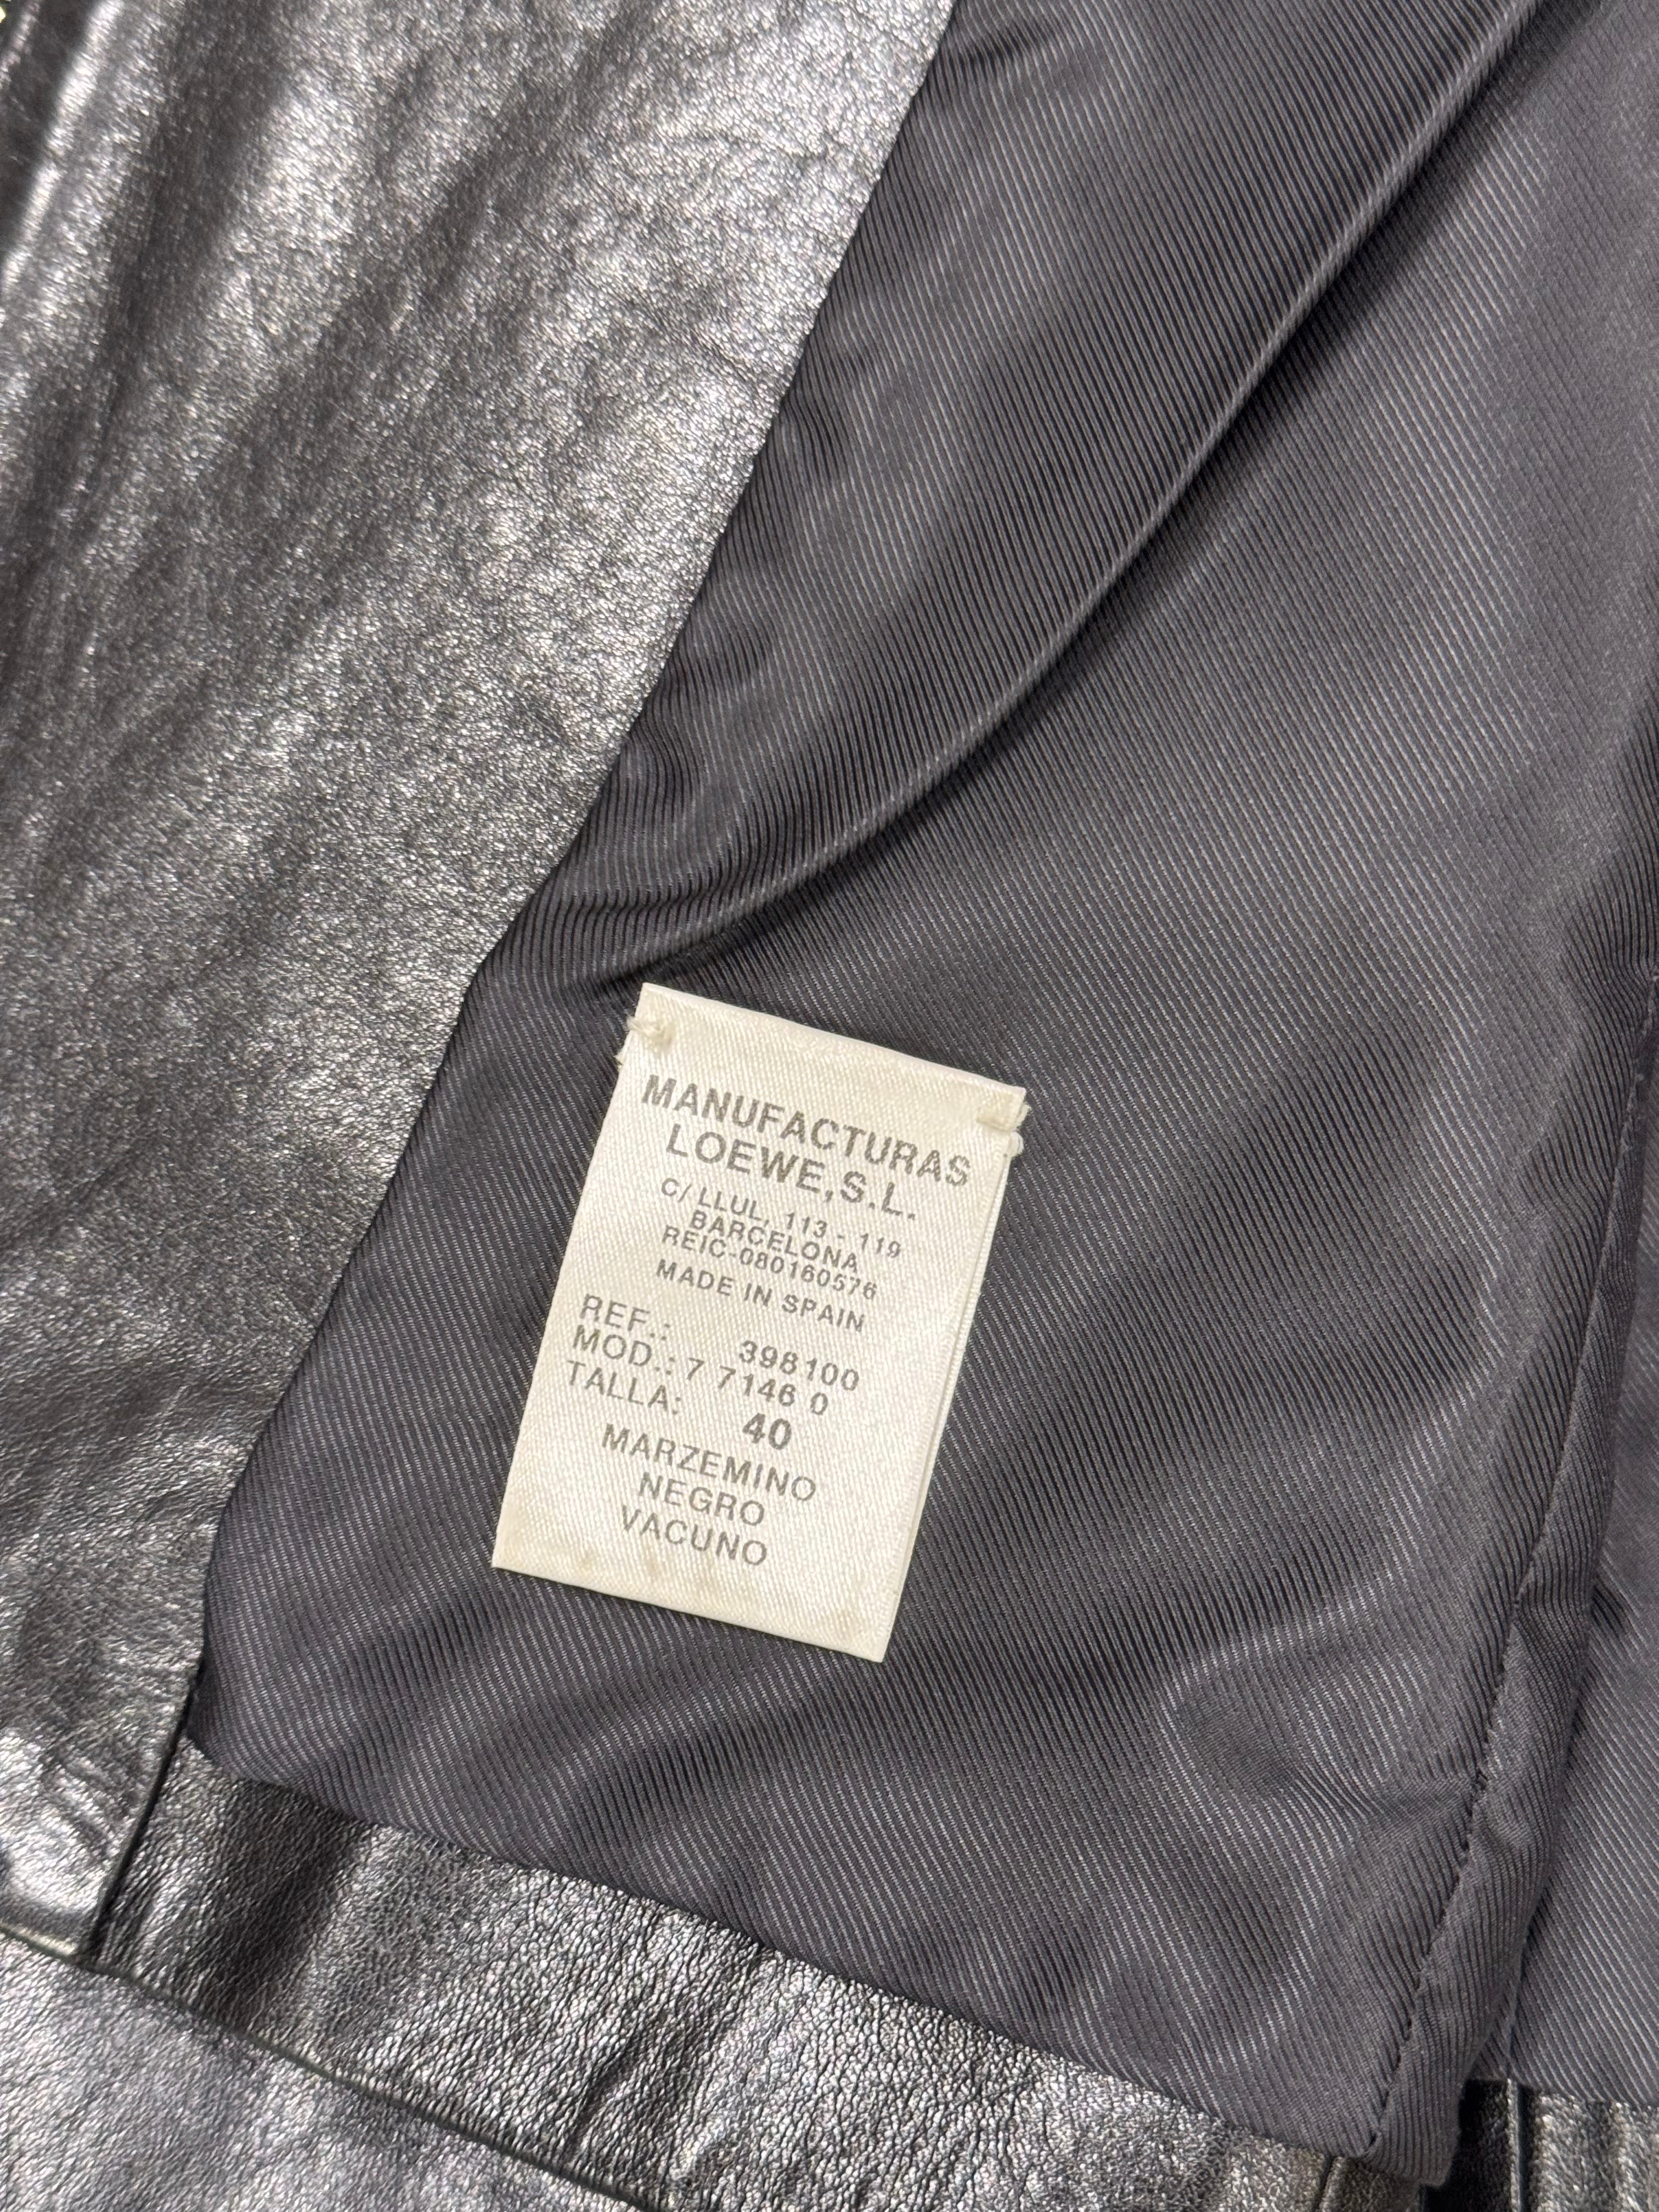 MANUFACTURAS
LOEWE, S.L.
C/ LLUL, 113 - 119
BARCELONA
REIC-080160576
MADE IN SPAIN
REF.: 398100
MOD.: 7 7146 0
TALLA: 40
MARZEMINO
NEGRO
VACUNO